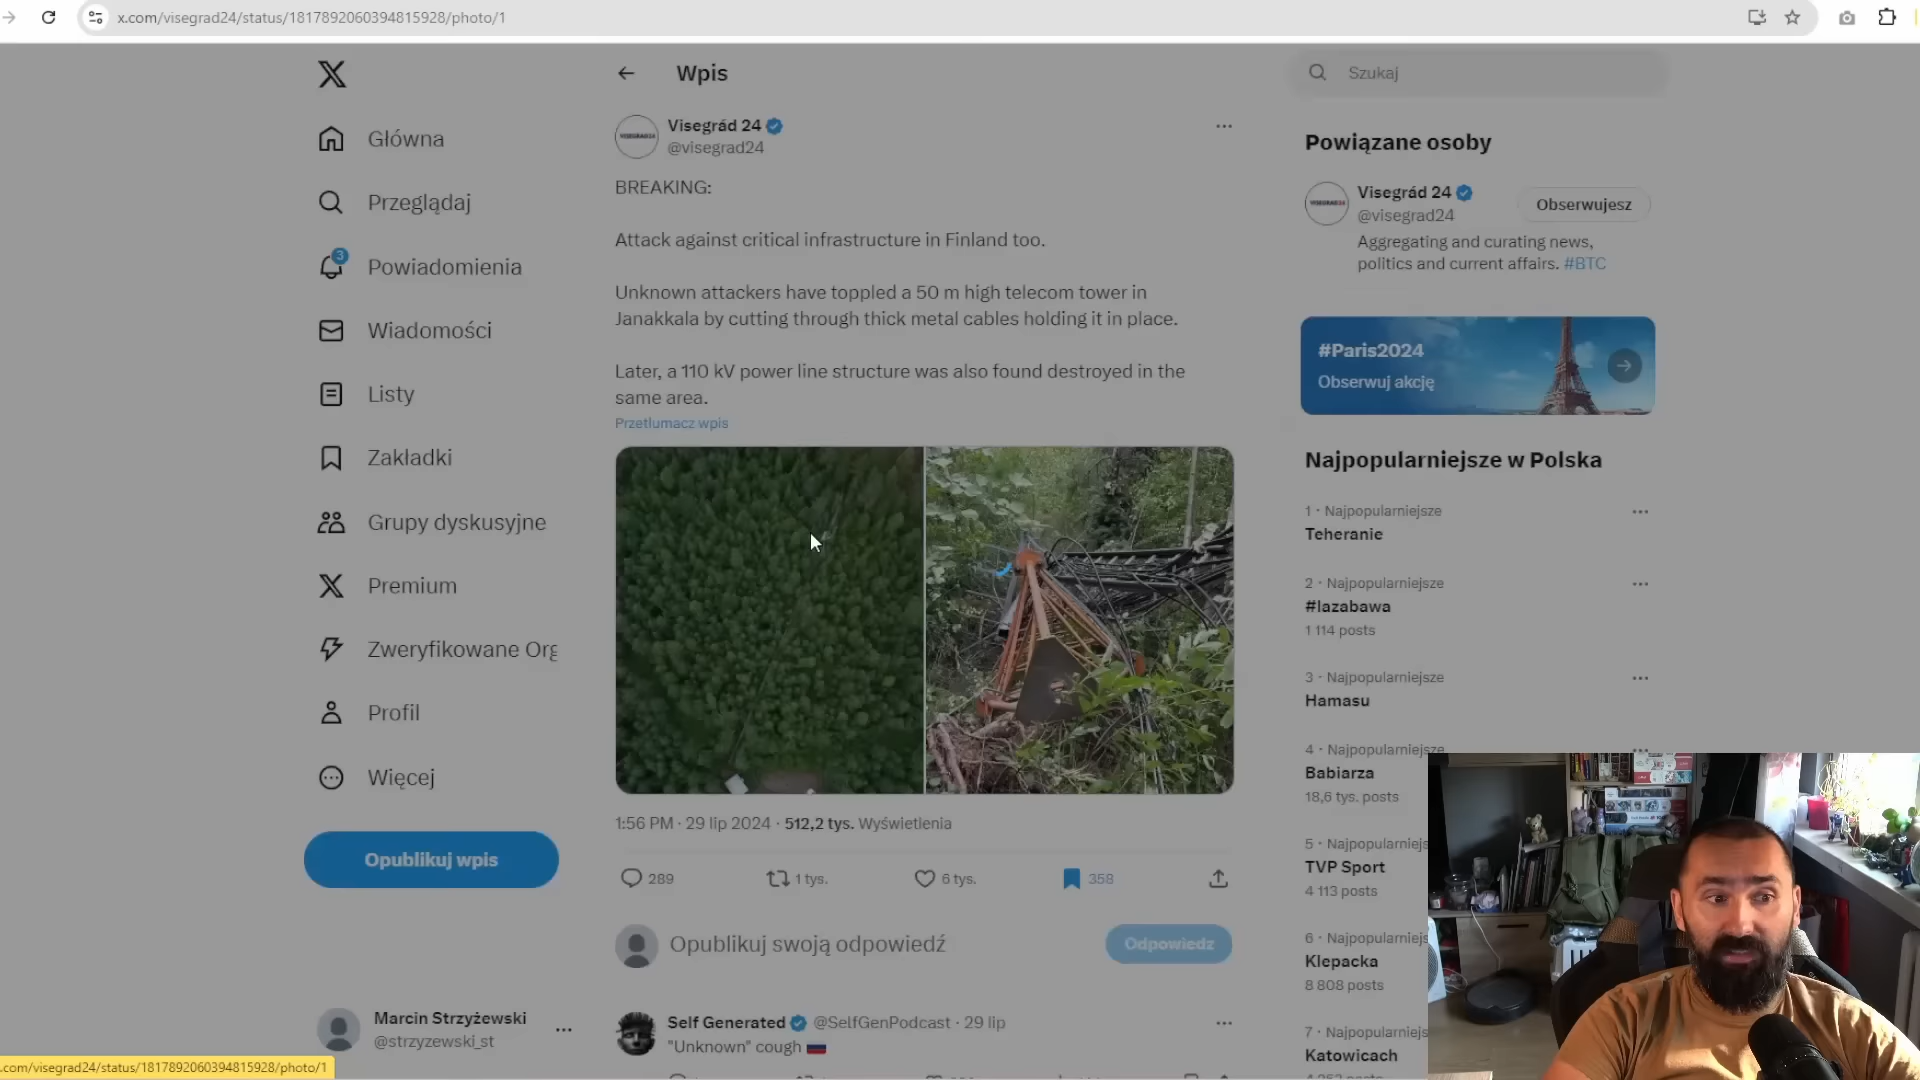 x.com/visegrad24/status/1817892060394815928/photo/1
Wpis
Szukaj
Główna
Przeglądaj
3
Powiadomienia
Wiadomości
Listy
Zakładki
Grupy dyskusyjne
Premium
Zweryfikowane Org
Profil
Więcej
Opublikuj wpis
Marcin Strzyżewski
@strzyzewski_st
.com/visegrad24/status/1817892060394815928/photo/1
VISEGRAD24
Visegrád 24
@visegrad24
BREAKING:
Attack against critical infrastructure in Finland too.
Unknown attackers have toppled a 50 m high telecom tower in
Janakkala by cutting through thick metal cables holding it in place.
Later, a 110 kV power line structure was also found destroyed in the
same area.
Przetłumacz wpis
1:56 PM · 29 lip 2024 · 512,2 tys. Wyświetlenia
289
1 tys.
6 tys.
358
Opublikuj swoją odpowiedź
Odpowiedz
Self Generated @SelfGenPodcast · 29 lip
"Unknown" cough
Powiązane osoby
VISEGRAD24
Visegrád 24
@visegrad24
Obserwujesz
Aggregating and curating news,
politics and current affairs. #BTC
#Paris2024
Obserwuj akcję
Najpopularniejsze w Polska
1 · Najpopularniejsze
Teheranie
2 · Najpopularniejsze
#lazabawa
1 114 posts
3 · Najpopularniejsze
Hamasu
4 · Najpopularniejsze
Babiarza
18,6 tys. posts
5 · Najpopularniejs
TVP Sport
4 113 posts
6 · Najpopularniejs
Klepacka
8 808 posts
7 · Najpopularniejs
Katowicach